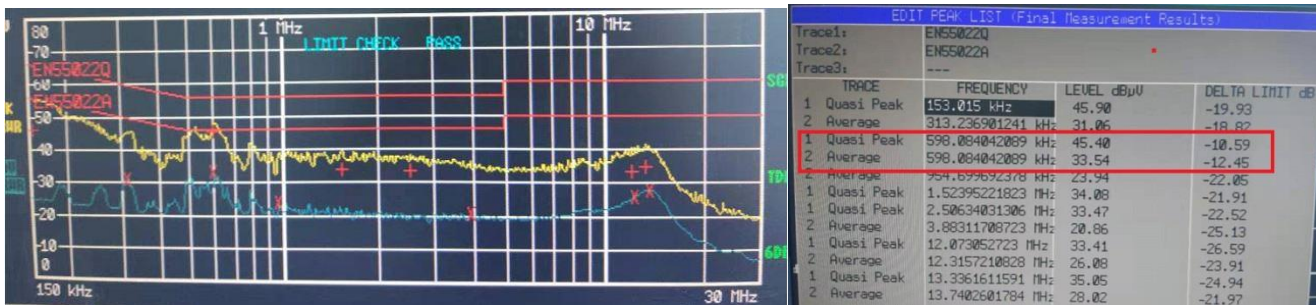 1 MHz
10 MHz
LIMIT CHECK PASS
80
70
EN55022Q
60
EN55022A
50
40
30
20
10
0
SGL
TDF
6DB
150 kHz
30 MHz
EDIT PEAK LIST (Final Measurement Results)
Trace1: EN55022Q
Trace2: EN55022A
Trace3: ---
TRACE FREQUENCY LEVEL dBµV DELTA LIMIT dB
1 Quasi Peak 153.015 kHz 45.90 -19.93
2 Average 313.236901241 kHz 31.06 -18.82
1 Quasi Peak 598.084042089 kHz 45.40 -10.59
2 Average 598.084042089 kHz 33.54 -12.45
2 Average 954.699692378 kHz 23.94 -22.05
1 Quasi Peak 1.52395221823 MHz 34.08 -21.91
1 Quasi Peak 2.50634031306 MHz 33.47 -22.52
2 Average 3.88311708723 MHz 20.86 -25.13
1 Quasi Peak 12.073052723 MHz 33.41 -26.59
2 Average 12.3157210828 MHz 26.08 -23.91
1 Quasi Peak 13.3361611591 MHz 35.05 -24.94
2 Average 13.7402601784 MHz 28.02 -21.97